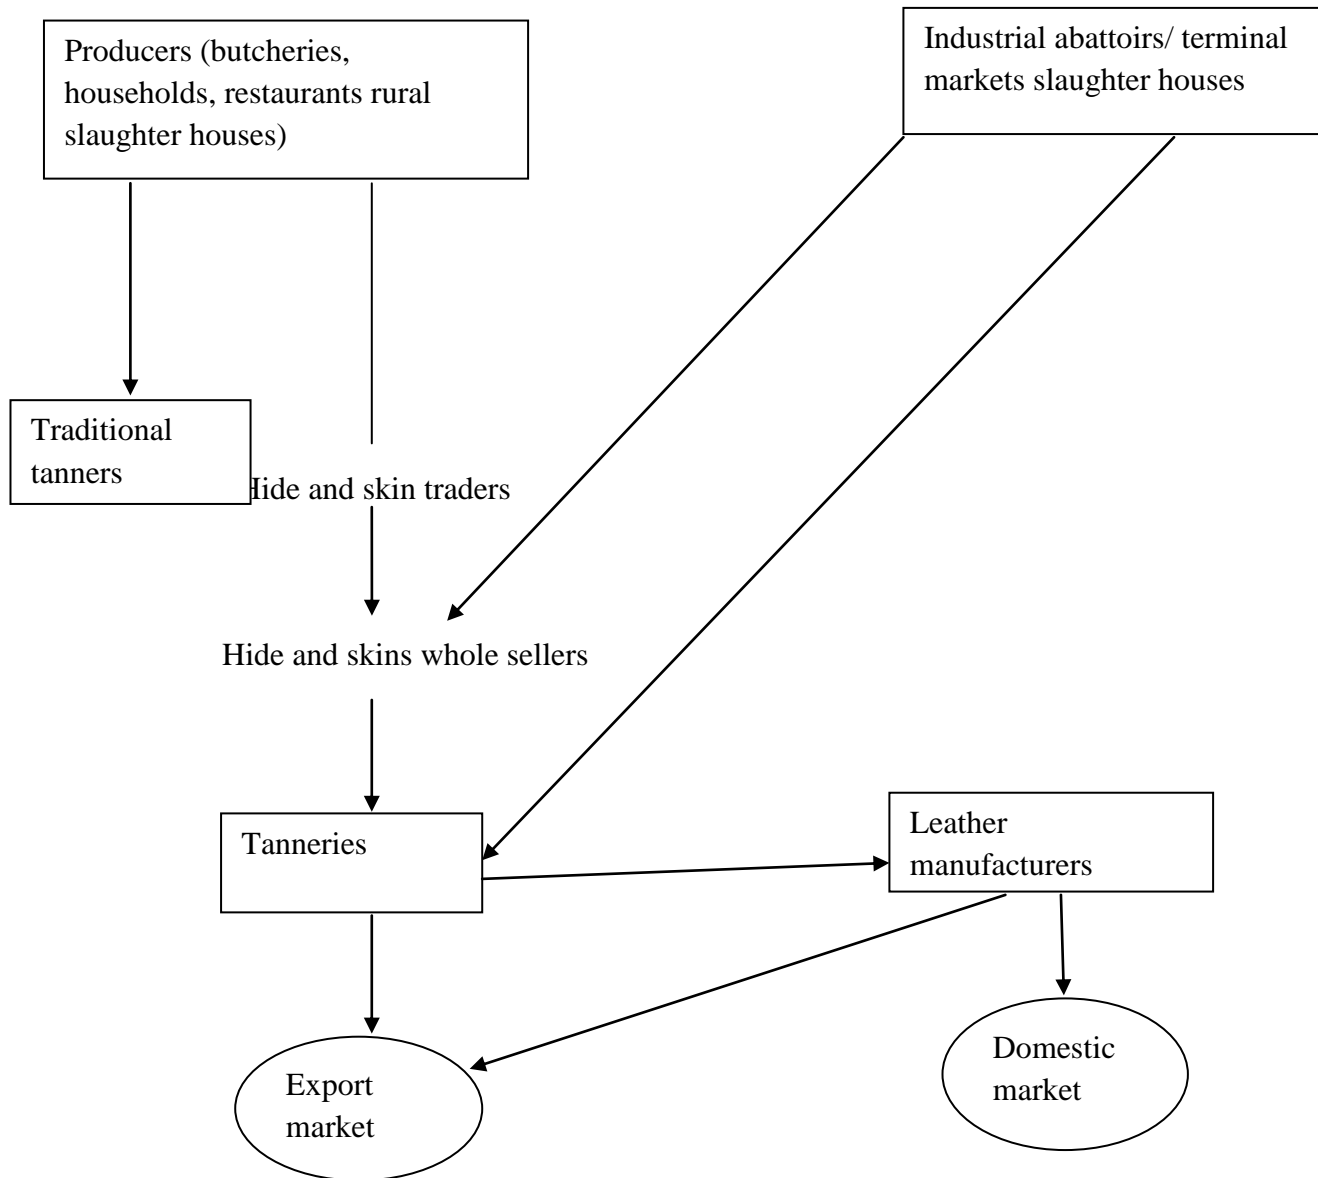 Producers (butcheries,
households, restaurants rural
slaughter houses)
Industrial abattoirs/ terminal
markets slaughter houses
Traditional
tanners
Hide and skin traders
Hide and skins whole sellers
Tanneries
Leather
manufacturers
Export
market
Domestic
market